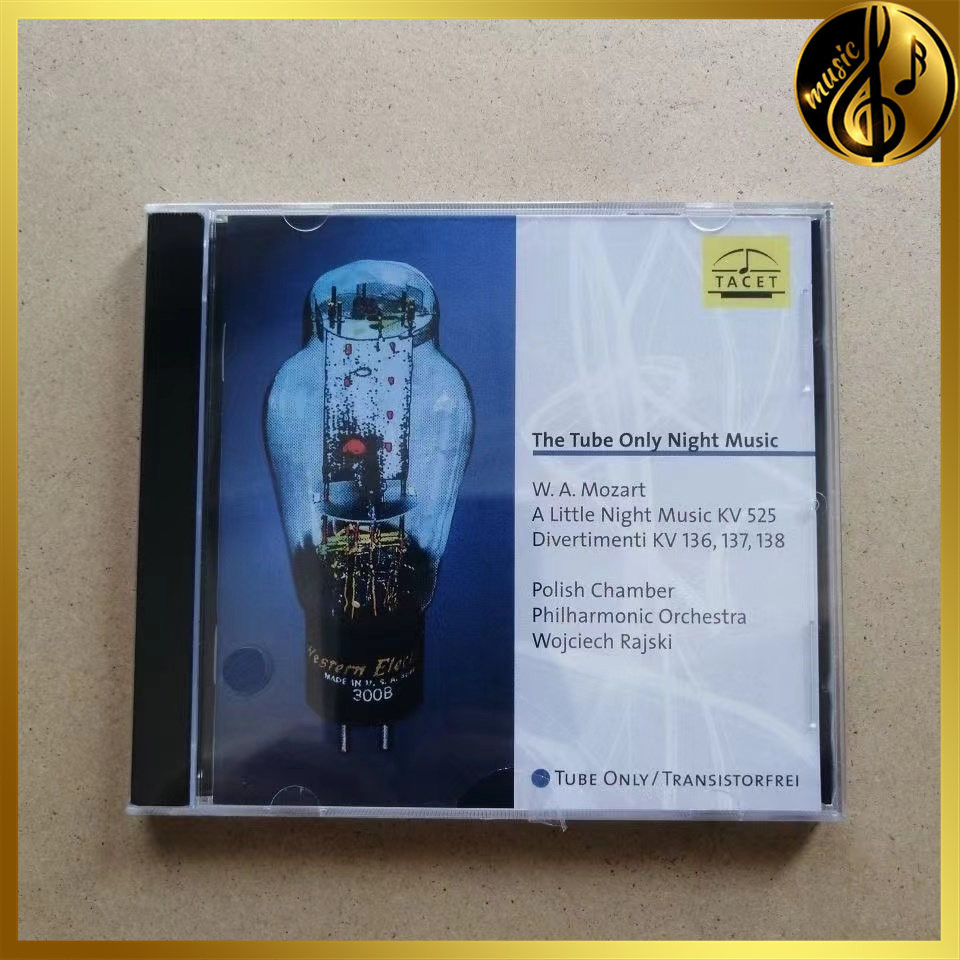 music
TACET
The Tube Only Night Music
W. A. Mozart
A Little Night Music KV 525
Divertimenti KV 136, 137, 138
Polish Chamber
Philharmonic Orchestra
Wojciech Rajski
Western Elect
MADE IN U. S. A.
300B
TUBE ONLY/TRANSISTORFREI